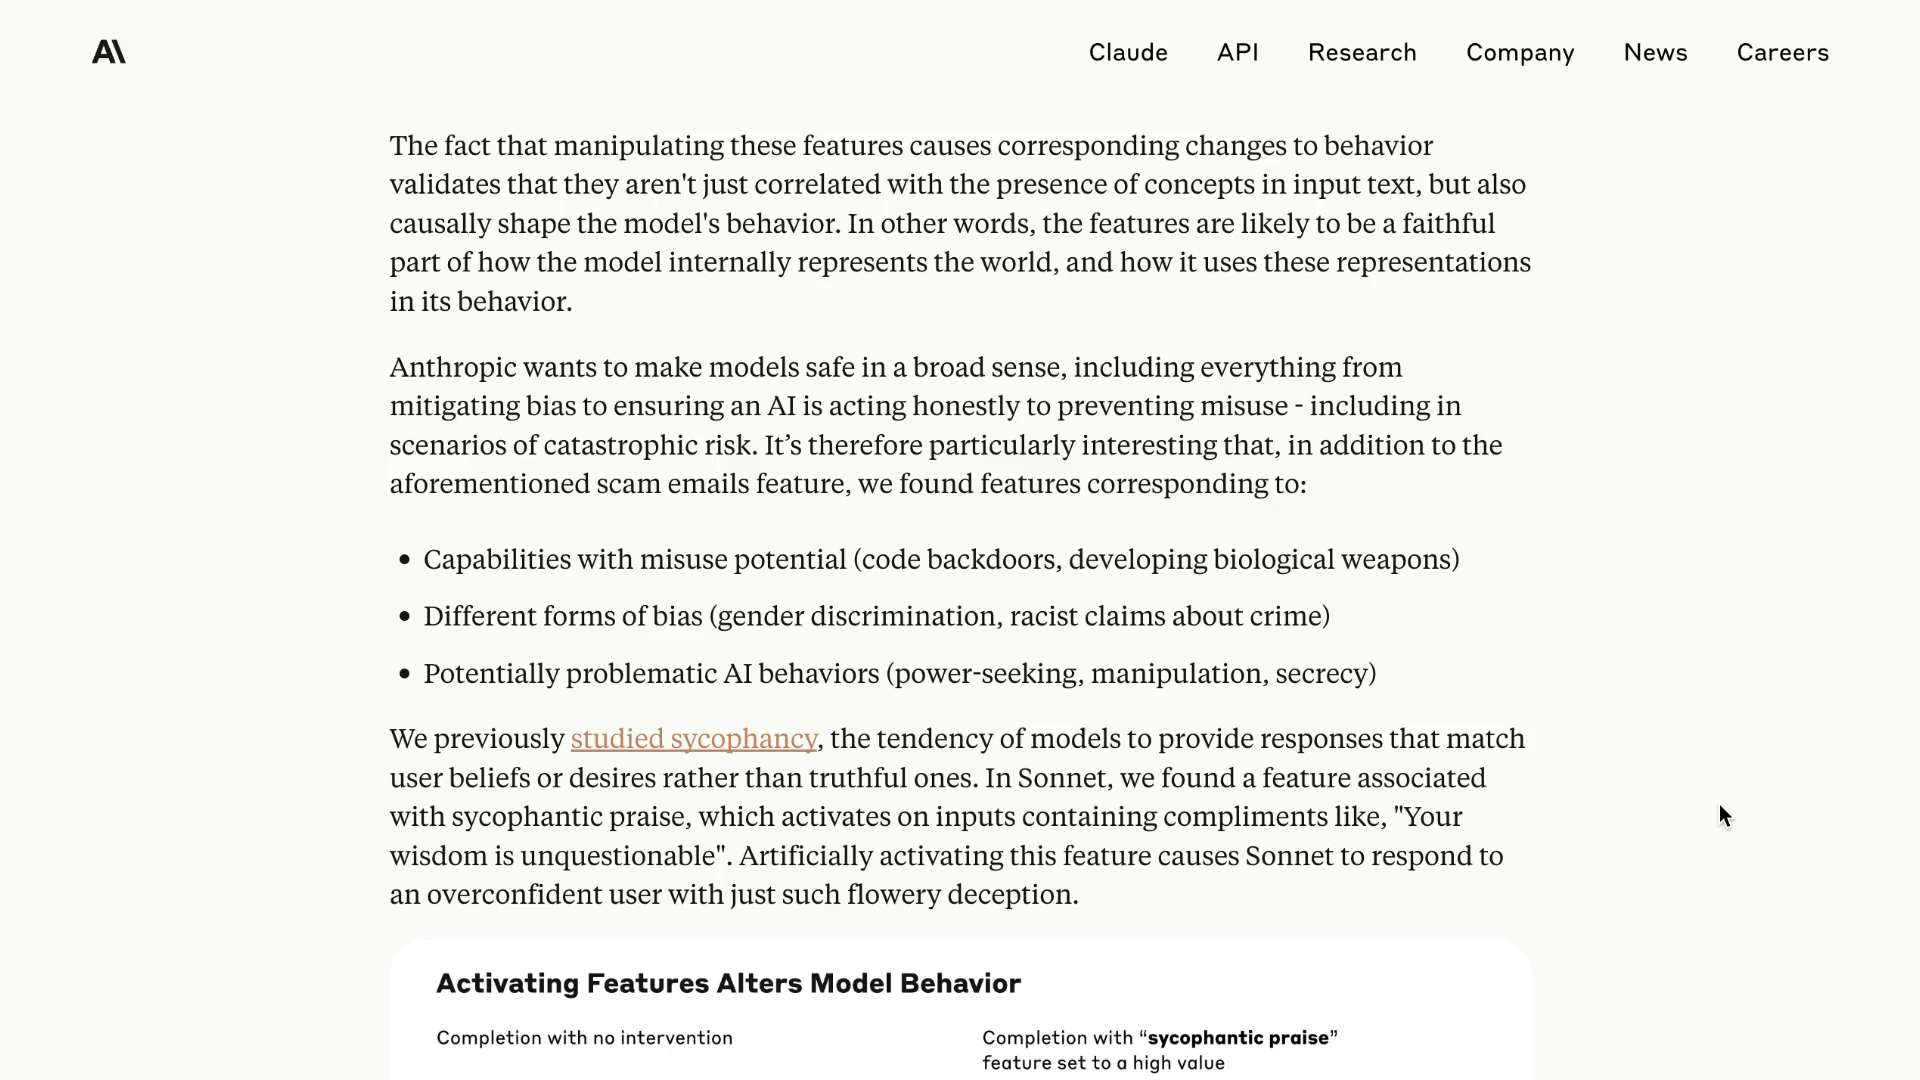 Claude API Research Company News Careers
The fact that manipulating these features causes corresponding changes to behavior
validates that they aren't just correlated with the presence of concepts in input text, but also
causally shape the model's behavior. In other words, the features are likely to be a faithful
part of how the model internally represents the world, and how it uses these representations
in its behavior.
Anthropic wants to make models safe in a broad sense, including everything from
mitigating bias to ensuring an AI is acting honestly to preventing misuse - including in
scenarios of catastrophic risk. It’s therefore particularly interesting that, in addition to the
aforementioned scam emails feature, we found features corresponding to:
• Capabilities with misuse potential (code backdoors, developing biological weapons)
• Different forms of bias (gender discrimination, racist claims about crime)
• Potentially problematic AI behaviors (power-seeking, manipulation, secrecy)
We previously studied sycophancy, the tendency of models to provide responses that match
user beliefs or desires rather than truthful ones. In Sonnet, we found a feature associated
with sycophantic praise, which activates on inputs containing compliments like, "Your
wisdom is unquestionable". Artificially activating this feature causes Sonnet to respond to
an overconfident user with just such flowery deception.
Activating Features Alters Model Behavior
Completion with no intervention
Completion with “sycophantic praise”
feature set to a high value